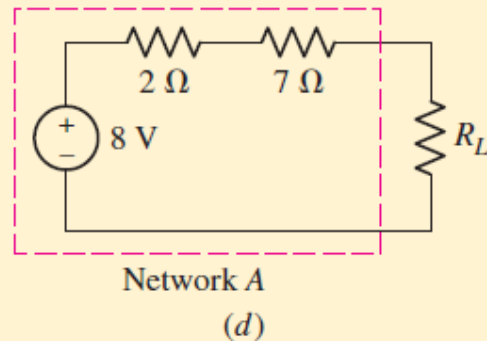 2 Ω 7 Ω
+
− 8 V
R_L
Network A
(d)